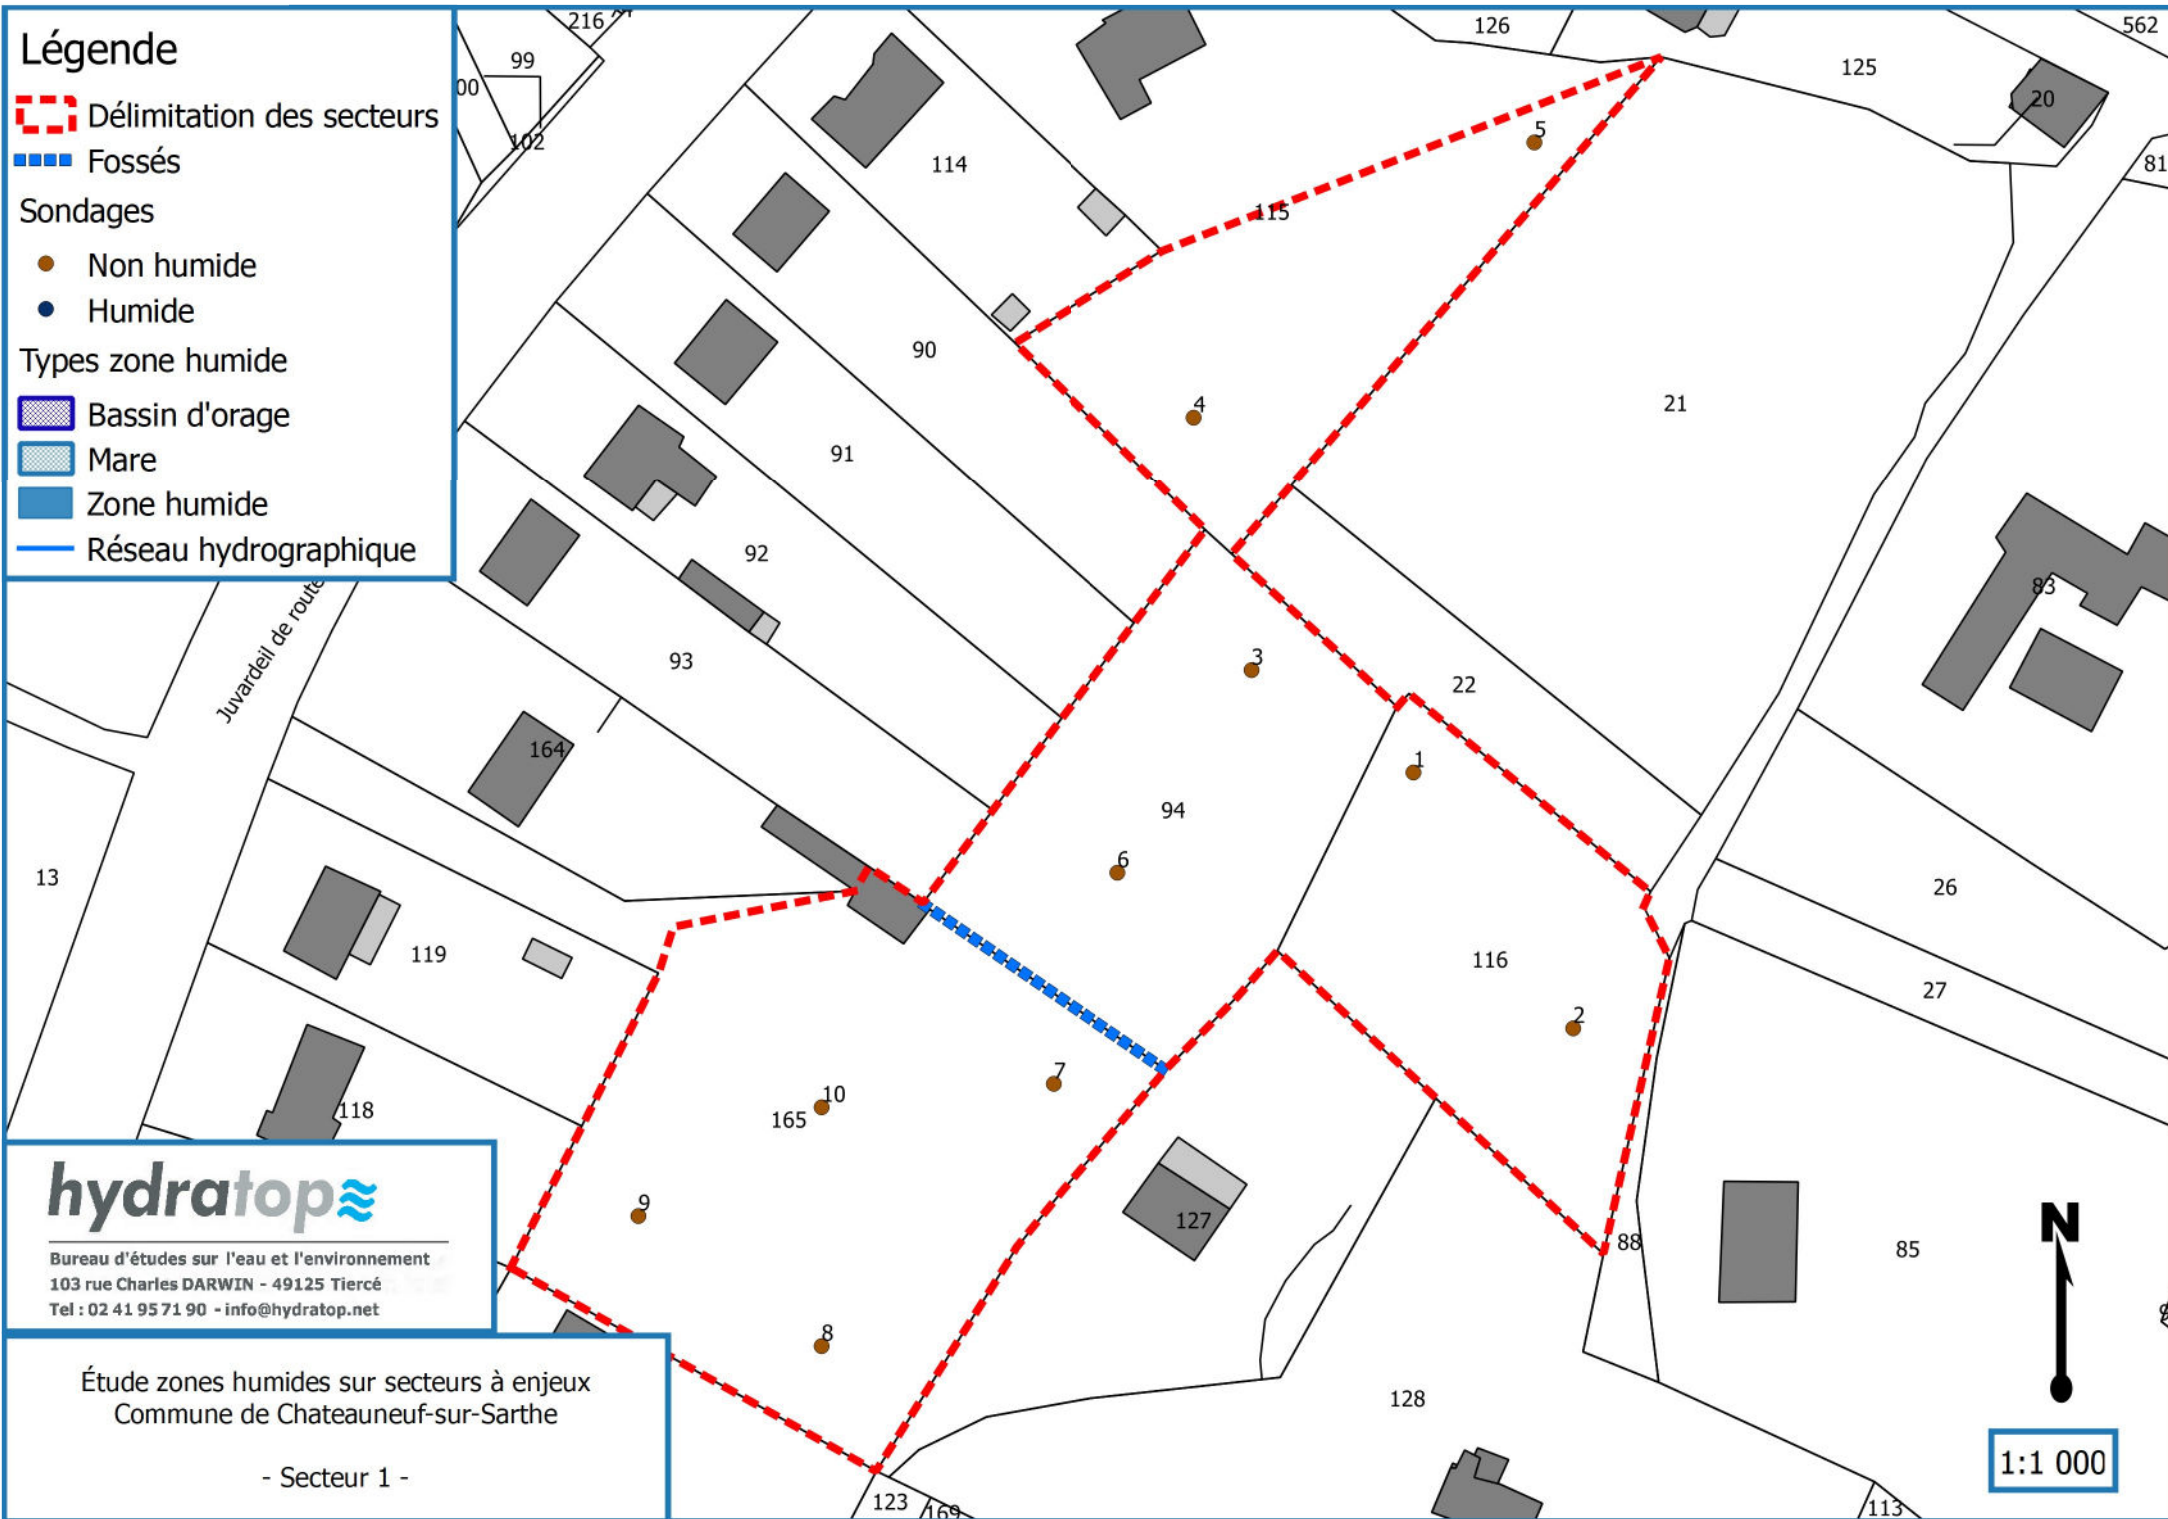 Légende
Délimitation des secteurs
Fossés
Sondages
Non humide
Humide
Types zone humide
Bassin d'orage
Mare
Zone humide
Réseau hydrographique
216
99
00
102
126
125
562
20
81
5
114
115
90
4
21
91
92
83
3
93
22
Juvardeil de route
164
1
94
13
6
26
119
116
27
2
7
10
165
118
9
127
88
85
8
128
123
169
113
N
1:1 000
hydratop
Bureau d'études sur l'eau et l'environnement
103 rue Charles DARWIN - 49125 Tiercé
Tel : 02 41 95 71 90 - info@hydratop.net
Étude zones humides sur secteurs à enjeux
Commune de Chateauneuf-sur-Sarthe
- Secteur 1 -